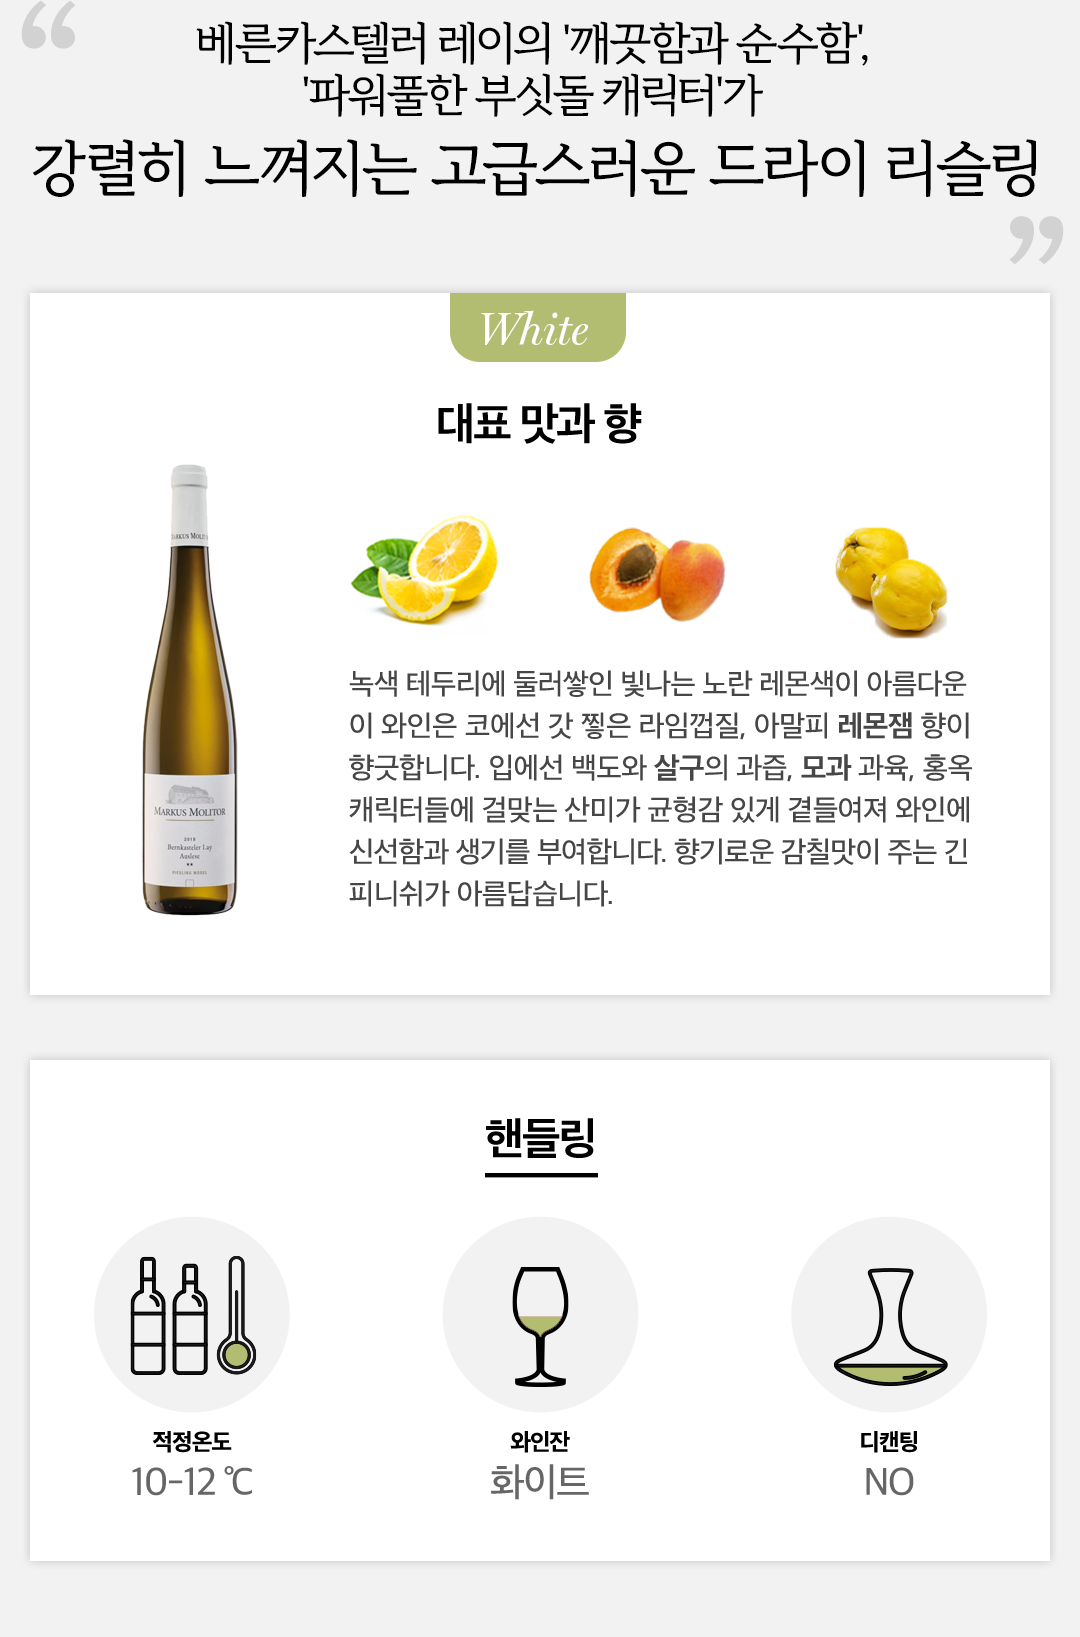 “
베른카스텔러 레이의 '깨끗함과 순수함',
'파워풀한 부싯돌 캐릭터'가
강렬히 느껴지는 고급스러운 드라이 리슬링
”
White
대표 맛과 향
MARKUS MOLITOR
2018
Bernkasteler Lay
Auslese
★★
RIESLING MOSEL
녹색 테두리에 둘러쌓인 빛나는 노란 레몬색이 아름다운
이 와인은 코에선 갓 찧은 라임껍질, 아말피 레몬잼 향이
향긋합니다. 입에선 백도와 살구의 과즙, 모과 과육, 홍옥
캐릭터들에 걸맞는 산미가 균형감 있게 곁들여져 와인에
신선함과 생기를 부여합니다. 향기로운 감칠맛이 주는 긴
피니쉬가 아름답습니다.
핸들링
적정온도
10-12 ℃
와인잔
화이트
디캔팅
NO